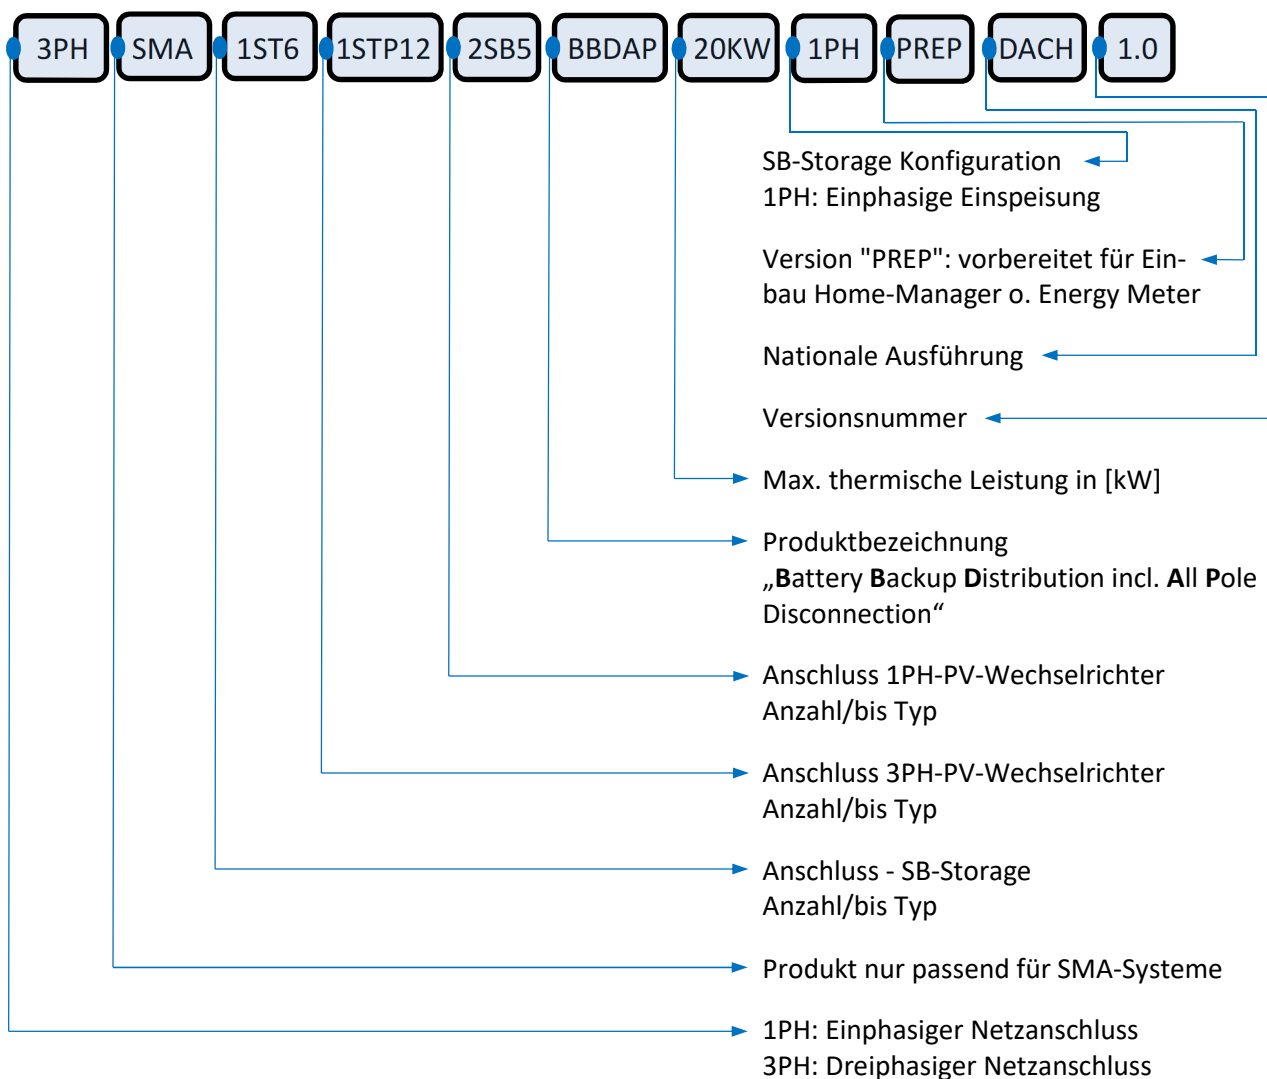 3PH SMA 1ST6 1STP12 2SB5 BBDAP 20KW 1PH PREP DACH 1.0
SB-Storage Konfiguration
1PH: Einphasige Einspeisung
Version "PREP": vorbereitet für Ein-
bau Home-Manager o. Energy Meter
Nationale Ausführung
Versionsnummer
Max. thermische Leistung in [kW]
Produktbezeichnung
„Battery Backup Distribution incl. All Pole
Disconnection“
Anschluss 1PH-PV-Wechselrichter
Anzahl/bis Typ
Anschluss 3PH-PV-Wechselrichter
Anzahl/bis Typ
Anschluss - SB-Storage
Anzahl/bis Typ
Produkt nur passend für SMA-Systeme
1PH: Einphasiger Netzanschluss
3PH: Dreiphasiger Netzanschluss